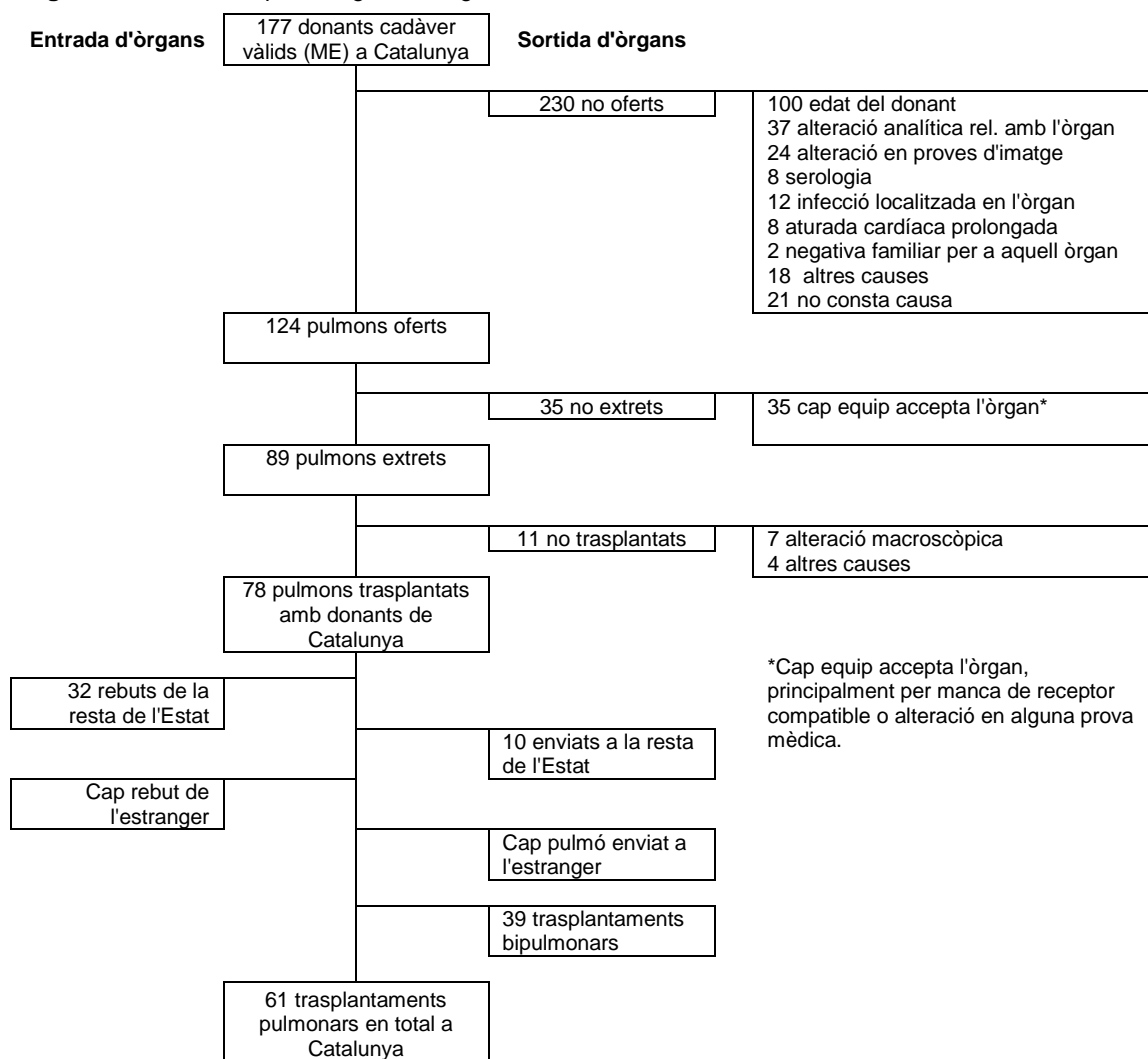 Entrada d'òrgans
177 donants cadàver
vàlids (ME) a Catalunya
Sortida d'òrgans
230 no oferts
100 edat del donant
37 alteració analítica rel. amb l'òrgan
24 alteració en proves d'imatge
8 serologia
12 infecció localitzada en l'òrgan
8 aturada cardíaca prolongada
2 negativa familiar per a aquell òrgan
18 altres causes
21 no consta causa
124 pulmons oferts
35 no extrets
35 cap equip accepta l'òrgan*
89 pulmons extrets
11 no trasplantats
7 alteració macroscòpica
4 altres causes
78 pulmons trasplantats
amb donants de
Catalunya
*Cap equip accepta l'òrgan,
principalment per manca de receptor
compatible o alteració en alguna prova
mèdica.
32 rebuts de la
resta de l'Estat
10 enviats a la resta
de l'Estat
Cap rebut de
l'estranger
Cap pulmó enviat a
l'estranger
39 trasplantaments
bipulmonars
61 trasplantaments
pulmonars en total a
Catalunya